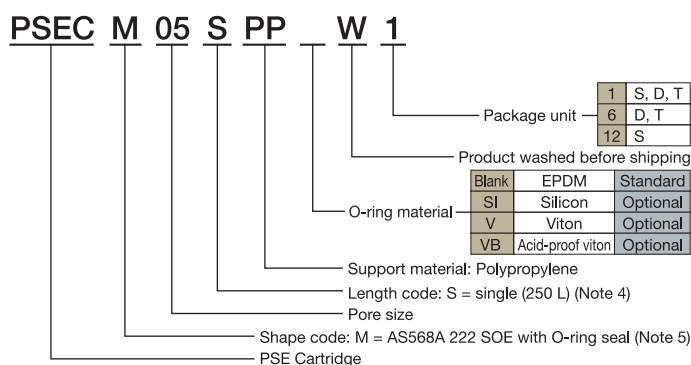 PSEC M 05 S PP W 1
Package unit
1 S, D, T
6 D, T
12 S
Product washed before shipping
O-ring material
Blank EPDM Standard
SI Silicon Optional
V Viton Optional
VB Acid-proof viton Optional
Support material: Polypropylene
Length code: S = single (250 L) (Note 4)
Pore size
Shape code: M = AS568A 222 SOE with O-ring seal (Note 5)
PSE Cartridge